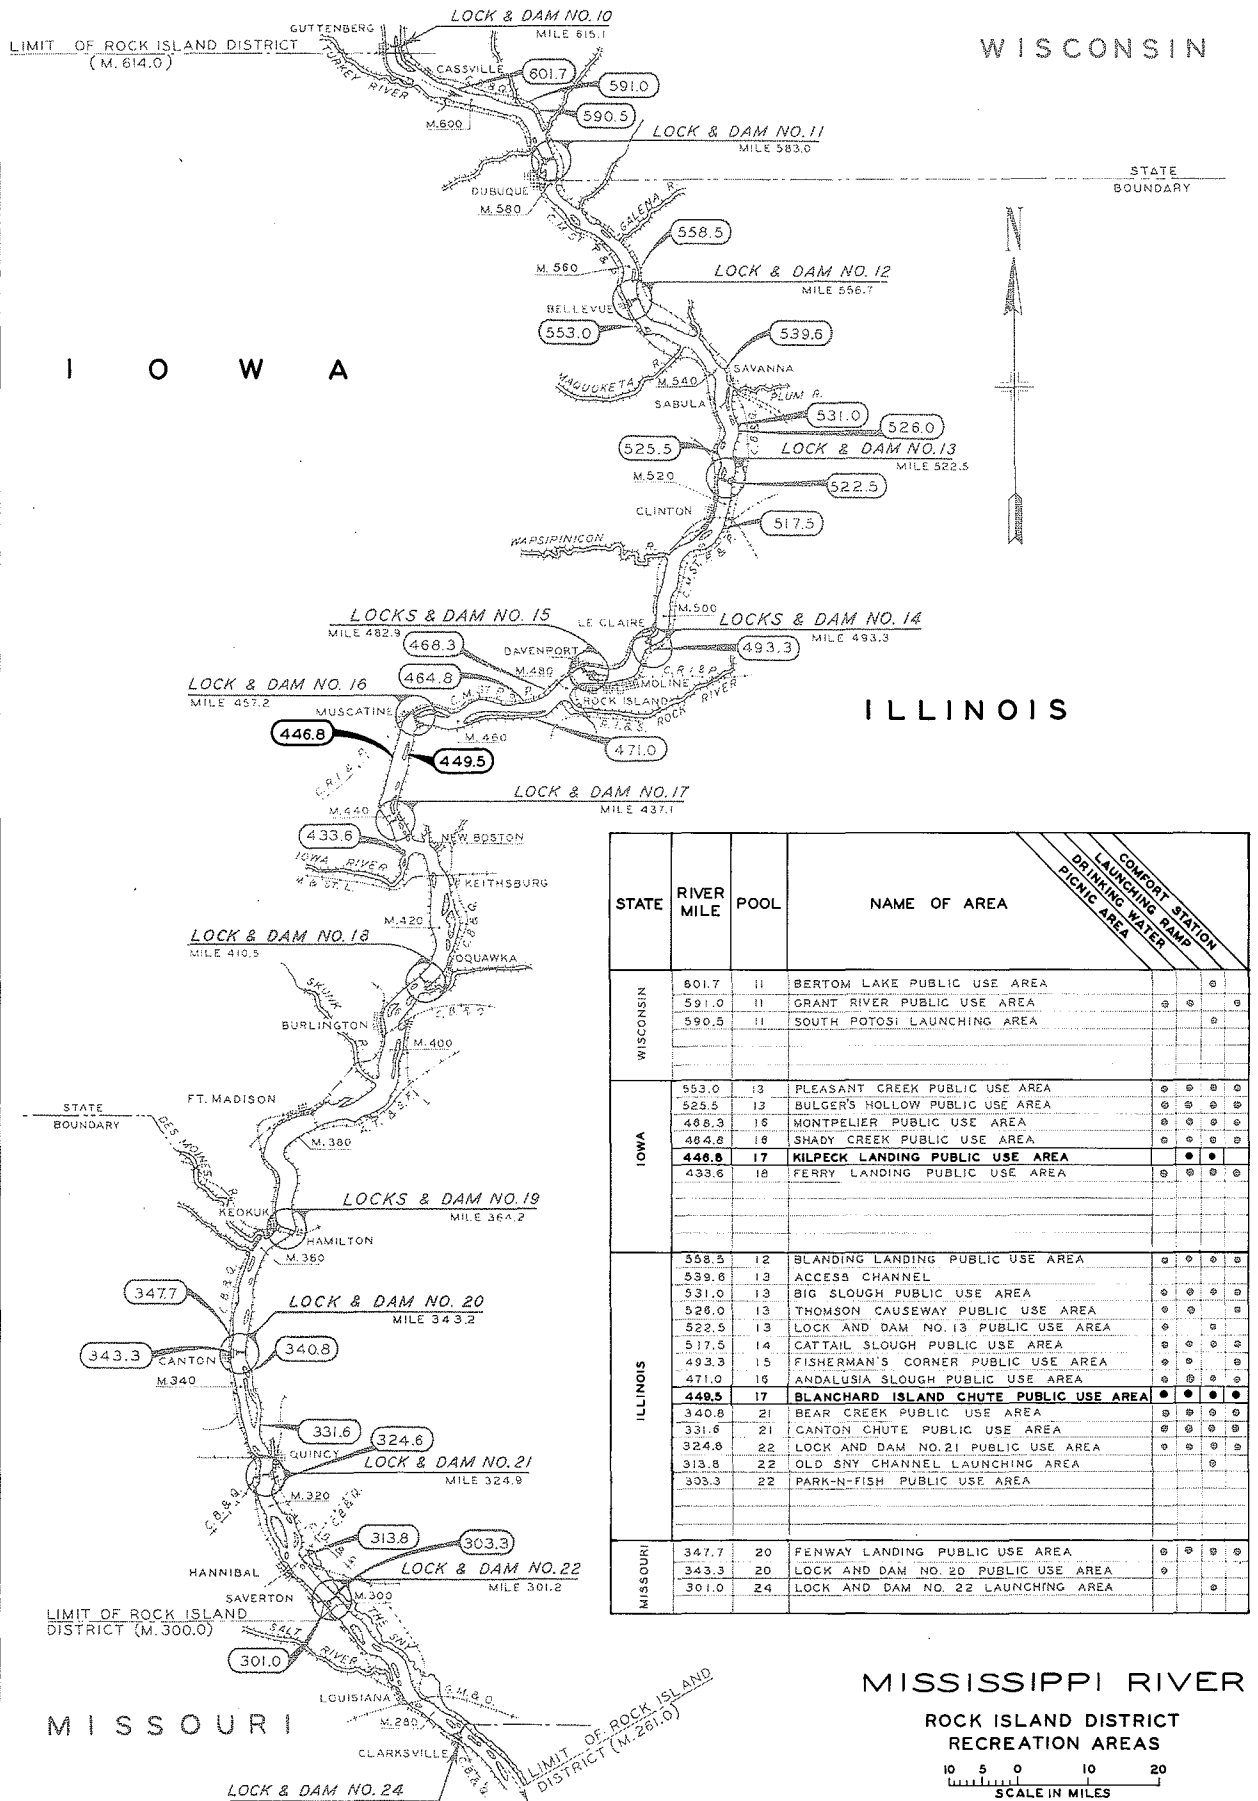 LOCK & DAM NO. 10
MILE 615.1
GUTTENBERG
LIMIT OF ROCK ISLAND DISTRICT
(M. 614.0)
TURKEY RIVER
CASSVILLE
C.B.&Q.
601.7
591.0
590.5
M.600
WISCONSIN
LOCK & DAM NO. 11
MILE 583.0
DUBUQUE
M. 580
STATE
BOUNDARY
GALENA R.
C.M.ST. P. & P.
558.5
M. 560
LOCK & DAM NO. 12
MILE 556.7
BELLEVUE
553.0
539.6
IOWA
N
SAVANNA
MAQUOKETA R.
M.540
PLUM R.
SABULA
531.0
526.0
C.B.&Q.
525.5
LOCK & DAM NO.13
MILE 522.5
M.520
522.5
CLINTON
517.5
WAPSIPINICON R.
C.M.ST. P. & P.
M.500
LOCKS & DAM NO. 15
MILE 482.9
LE CLAIRE
LOCKS & DAM NO. 14
MILE 493.3
468.3
DAVENPORT
493.3
464.8
M.480
C.R.I.& P.
MOLINE
C.M.ST. P. & P.
ROCK ISLAND
R.I.&S.
ROCK RIVER
LOCK & DAM NO. 16
MILE 457.2
MUSCATINE
ILLINOIS
446.8
M.460
471.0
449.5
C.R.I. & P.
LOCK & DAM NO. 17
MILE 437.1
M.440
433.6
NEW BOSTON
IOWA RIVER
M & ST. L.
KEITHSBURG
M.420
C.B.&Q.
LOCK & DAM NO. 18
MILE 410.5
OQUAWKA
SKUNK R.
BURLINGTON
C.B.& Q.
M.400
FT. MADISON
A.T. & S.F.
STATE
BOUNDARY
M.380
DES MOINES R.
LOCKS & DAM NO. 19
MILE 364.2
KEOKUK
HAMILTON
M.360
C.B.&Q.
347.7
LOCK & DAM NO. 20
MILE 343.2
343.3
CANTON
340.8
M.340
331.6
324.6
QUINCY
LOCK & DAM NO. 21
MILE 324.9
C.B.&Q.
M.320
C.B.&Q.
313.8
303.3
HANNIBAL
LOCK & DAM NO. 22
MILE 301.2
SAVERTON
M.300
LIMIT OF ROCK ISLAND
DISTRICT (M.300.0)
THE SNY
SALT RIVER
301.0
LOUISIANA
G.M.& O.
M.280
MISSOURI
CLARKSVILLE
C.B.&Q.
LIMIT OF ROCK ISLAND
DISTRICT (M.261.0)
LOCK & DAM NO. 24
STATE RIVER MILE POOL NAME OF AREA PICNIC AREA DRINKING WATER LAUNCHING RAMP COMFORT STATION
WISCONSIN
601.7 11 BERTOM LAKE PUBLIC USE AREA
591.0 11 GRANT RIVER PUBLIC USE AREA
590.5 11 SOUTH POTOSI LAUNCHING AREA
IOWA
553.0 13 PLEASANT CREEK PUBLIC USE AREA
525.5 13 BULGER'S HOLLOW PUBLIC USE AREA
468.3 16 MONTPELIER PUBLIC USE AREA
464.8 16 SHADY CREEK PUBLIC USE AREA
446.8 17 KILPECK LANDING PUBLIC USE AREA
433.6 18 FERRY LANDING PUBLIC USE AREA
ILLINOIS
558.5 12 BLANDING LANDING PUBLIC USE AREA
539.6 13 ACCESS CHANNEL
531.0 13 BIG SLOUGH PUBLIC USE AREA
526.0 13 THOMSON CAUSEWAY PUBLIC USE AREA
522.5 13 LOCK AND DAM NO. 13 PUBLIC USE AREA
517.5 14 CATTAIL SLOUGH PUBLIC USE AREA
493.3 15 FISHERMAN'S CORNER PUBLIC USE AREA
471.0 16 ANDALUSIA SLOUGH PUBLIC USE AREA
449.5 17 BLANCHARD ISLAND CHUTE PUBLIC USE AREA
340.8 21 BEAR CREEK PUBLIC USE AREA
331.6 21 CANTON CHUTE PUBLIC USE AREA
324.6 22 LOCK AND DAM NO. 21 PUBLIC USE AREA
313.8 22 OLD SNY CHANNEL LAUNCHING AREA
303.3 22 PARK-N-FISH PUBLIC USE AREA
MISSOURI
347.7 20 FENWAY LANDING PUBLIC USE AREA
343.3 20 LOCK AND DAM NO. 20 PUBLIC USE AREA
301.0 24 LOCK AND DAM NO. 22 LAUNCHING AREA
MISSISSIPPI RIVER
ROCK ISLAND DISTRICT
RECREATION AREAS
10 5 0 10 20
SCALE IN MILES